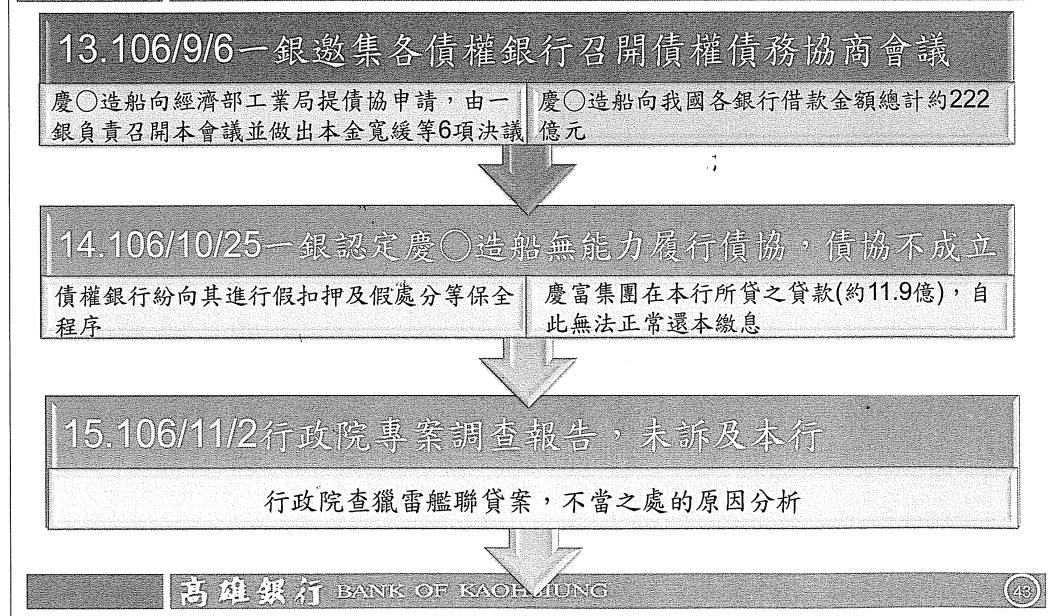 13.106/9/6一銀邀集各債權銀行召開債權債務協商會議
慶○造船向經濟部工業局提債協申請，由一
銀負責召開本會議並做出本金寬緩等6項決議
慶○造船向我國各銀行借款金額總計約222
億元
14.106/10/25一銀認定慶○造船無能力履行債協，債協不成立
債權銀行紛向其進行假扣押及假處分等保全
程序
慶富集團在本行所貸之貸款(約11.9億)，自
此無法正常還本繳息
15.106/11/2行政院專案調查報告，未訴及本行
行政院查獵雷艦聯貸案，不當之處的原因分析
高雄銀行 BANK OF KAOHSIUNG
43